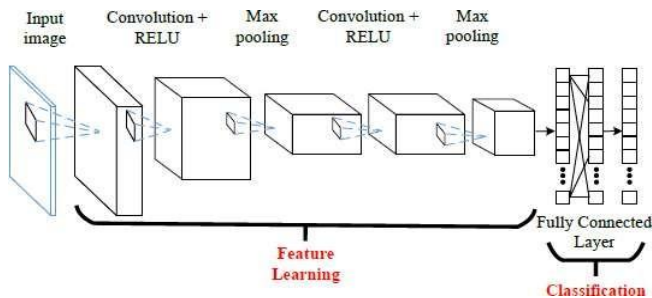 Input
image
Convolution +
RELU
Max
pooling
Convolution +
RELU
Max
pooling
Fully Connected
Layer
Feature
Learning
Classification